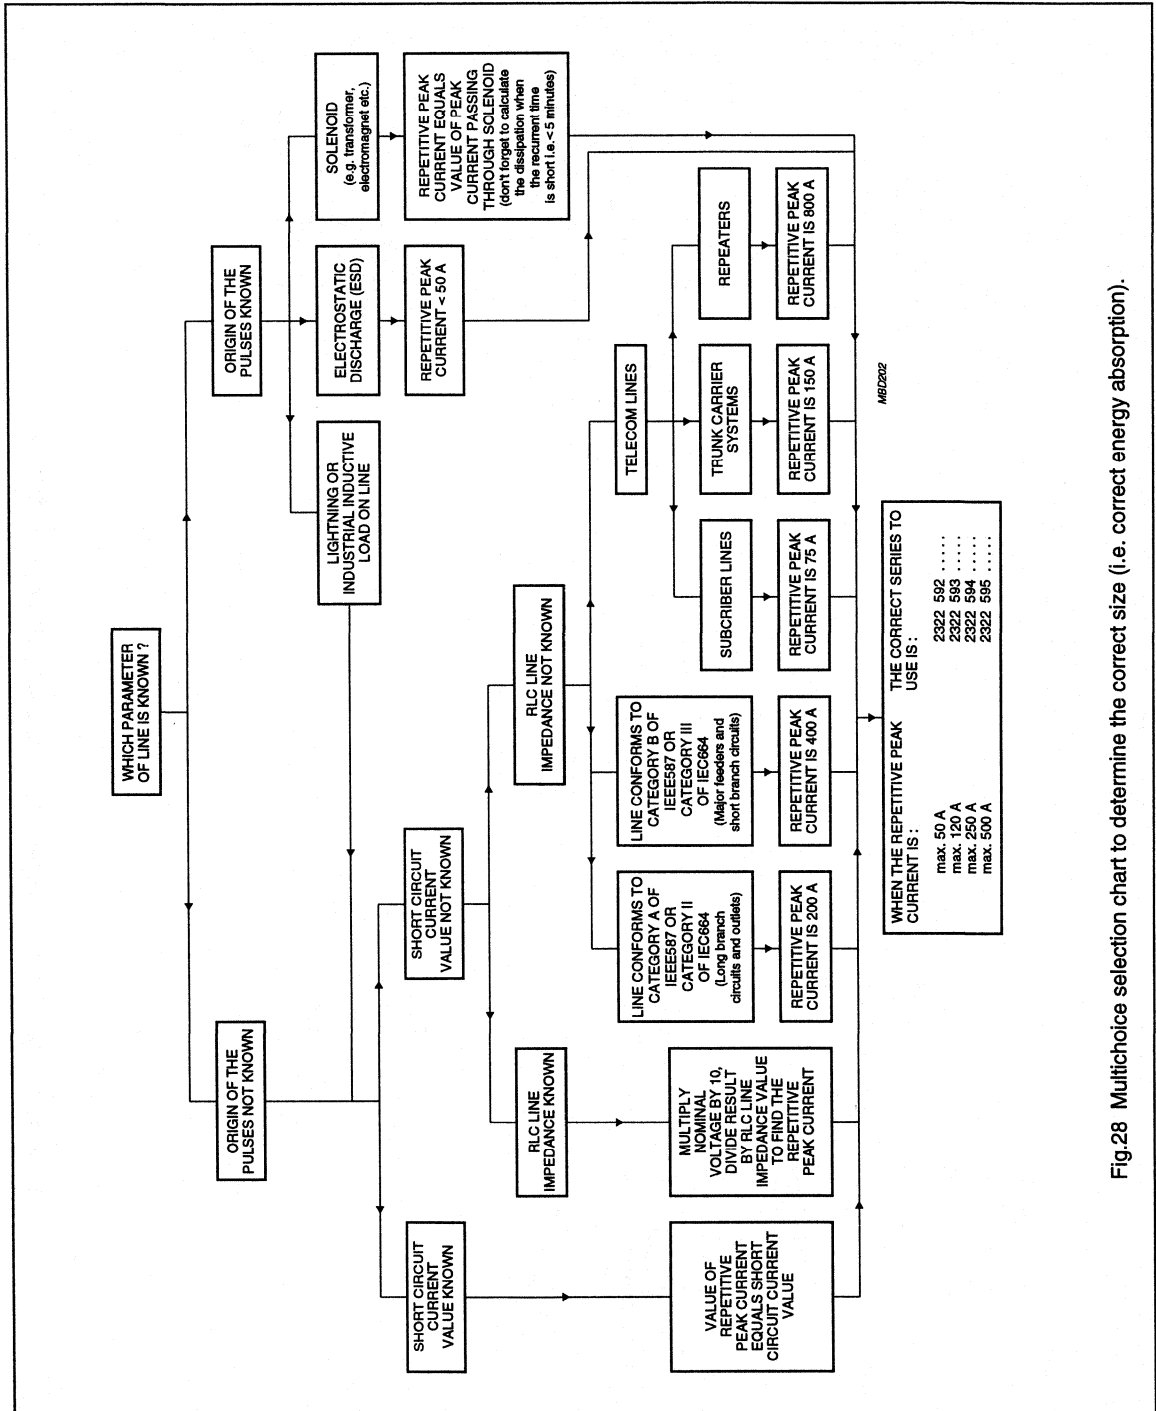 WHICH PARAMETER
OF LINE IS KNOWN ?
ORIGIN OF THE
PULSES NOT KNOWN
ORIGIN OF THE
PULSES KNOWN
LIGHTNING OR
INDUSTRIAL INDUCTIVE
LOAD ON LINE
ELECTROSTATIC
DISCHARGE (ESD)
SOLENOID
(e.g. transformer,
electromagnet etc.)
SHORT CIRCUIT
CURRENT
VALUE KNOWN
SHORT CIRCUIT
CURRENT
VALUE NOT KNOWN
REPETITIVE PEAK
CURRENT < 50 A
REPETITIVE PEAK
CURRENT EQUALS
VALUE OF PEAK
CURRENT PASSING
THROUGH SOLENOID
(don't forget to calculate
the dissipation when
the recurrent time
is short i.e.< 5 minutes)
RLC LINE
IMPEDANCE KNOWN
RLC LINE
IMPEDANCE NOT KNOWN
LINE CONFORMS TO
CATEGORY A OF
IEEE587 OR
CATEGORY II
OF IEC664
(Long branch
circuits and outlets)
LINE CONFORMS TO
CATEGORY B OF
IEEE587 OR
CATEGORY III
OF IEC664
(Major feeders and
short branch circuits)
TELECOM LINES
SUBCRIBER LINES
TRUNK CARRIER
SYSTEMS
REPEATERS
VALUE OF
REPETITIVE
PEAK CURRENT
EQUALS SHORT
CIRCUIT CURRENT
VALUE
MULTIPLY
NOMINAL
VOLTAGE BY 10,
DIVIDE RESULT
BY RLC LINE
IMPEDANCE VALUE
TO FIND THE
REPETITIVE
PEAK CURRENT
REPETITIVE PEAK
CURRENT IS 200 A
REPETITIVE PEAK
CURRENT IS 400 A
REPETITIVE PEAK
CURRENT IS 75 A
REPETITIVE PEAK
CURRENT IS 150 A
REPETITIVE PEAK
CURRENT IS 800 A
WHEN THE REPETITIVE PEAK THE CORRECT SERIES TO
CURRENT IS : USE IS :
max. 50 A 2322 592 .....
max. 120 A 2322 593 .....
max. 250 A 2322 594 .....
max. 500 A 2322 595 .....
MBD202
Fig.28 Multichoice selection chart to determine the correct size (i.e. correct energy absorption).